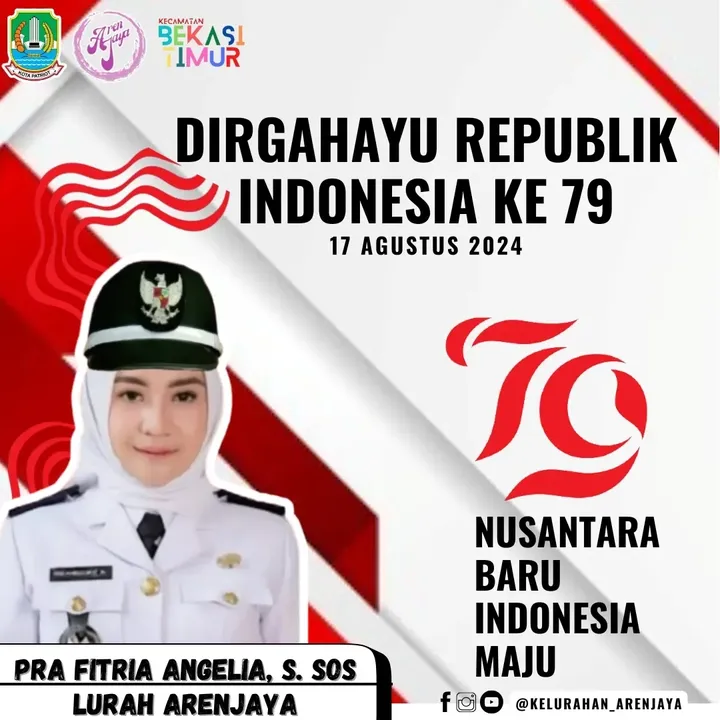 KOTA PATRIOT
Aren Jaya
KECAMATAN
BEKASI
TIMUR
DIRGAHAYU REPUBLIK
INDONESIA KE 79
17 AGUSTUS 2024
79
NUSANTARA
BARU
INDONESIA
MAJU
PRA FITRIA ANGELIA, S. SOS
LURAH ARENJAYA
@KELURAHAN_ARENJAYA